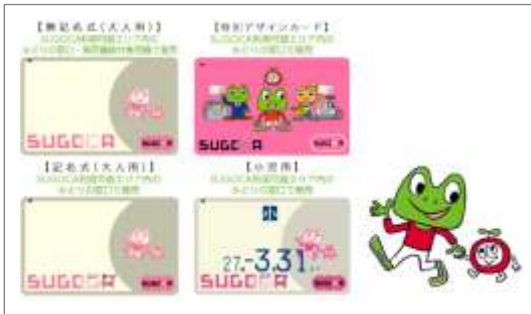 【無記名式(大人用)】
SUGOCA利用可能エリア内の
みどりの窓口・券売機で発売
【特別デザインカード】
SUGOCA利用可能エリア内の
みどりの窓口で発売
SUGOCA
SUGOCA
SUGOCA
SUGOCA
【記名式(大人用)】
SUGOCA利用可能エリア内の
みどりの窓口で発売
【小児用】
SUGOCA利用可能エリア内の
みどりの窓口で発売
小
27.-3.31
SUGOCA
SUGOCA
SUGOCA
SUGOCA